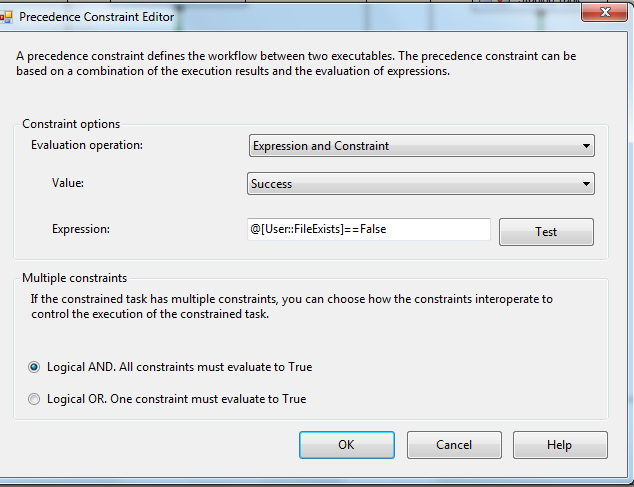 Precedence Constraint Editor
A precedence constraint defines the workflow between two executables. The precedence constraint can be
based on a combination of the execution results and the evaluation of expressions.
Constraint options
Evaluation operation:
Expression and Constraint
Value:
Success
Expression:
@[User::FileExists]==False
Test
Multiple constraints
If the constrained task has multiple constraints, you can choose how the constraints interoperate to
control the execution of the constrained task.
Logical AND. All constraints must evaluate to True
Logical OR. One constraint must evaluate to True
OK
Cancel
Help